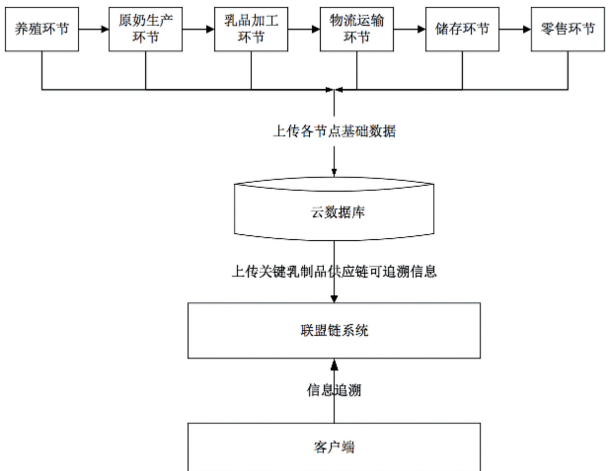 养殖环节
原奶生产
环节
乳品加工
环节
物流运输
环节
储存环节
零售环节
上传各节点基础数据
云数据库
上传关键乳制品供应链可追溯信息
联盟链系统
信息追溯
客户端